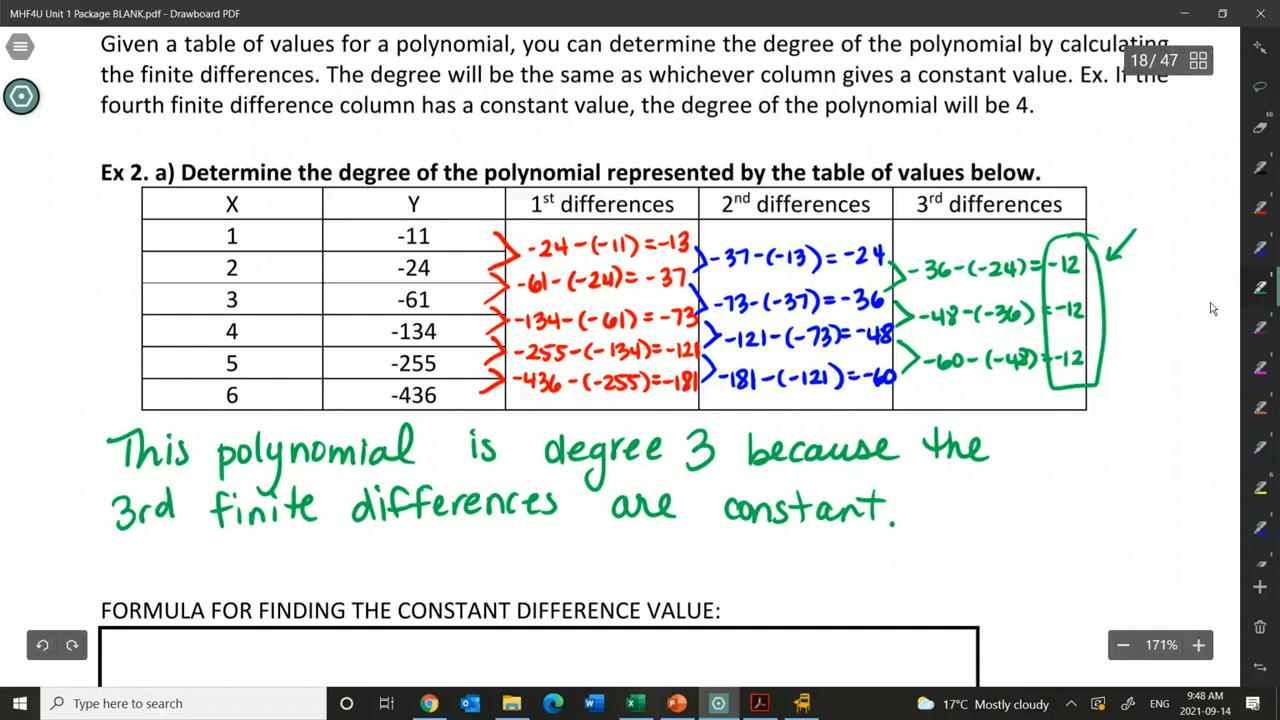 MHF4U Unit 1 Package BLANK.pdf - Drawboard PDF
Given a table of values for a polynomial, you can determine the degree of the polynomial by calculating
18 / 47
the finite differences. The degree will be the same as whichever column gives a constant value. Ex. If the
fourth finite difference column has a constant value, the degree of the polynomial will be 4.
Ex 2. a) Determine the degree of the polynomial represented by the table of values below.
X Y 1st differences 2nd differences 3rd differences
1 -11
-24-(-11)=-13 -37-(-13)=-24 -36-(-24)=-12
2 -24
-61-(-24)=-37 -73-(-37)=-36 -48-(-36)=-12
3 -61
-134-(-61)=-73 -121-(-73)=-48 -60-(-48)=-12
4 -134
-255-(-134)=-121 -181-(-121)=-60
5 -255
-436-(-255)=-181
6 -436
This polynomial is degree 3 because the
3rd finite differences are constant.
FORMULA FOR FINDING THE CONSTANT DIFFERENCE VALUE:
171%
Type here to search
17°C Mostly cloudy
ENG
9:48 AM
2021-09-14